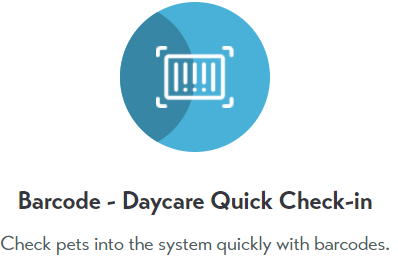 Barcode - Daycare Quick Check-in
Check pets into the system quickly with barcodes.